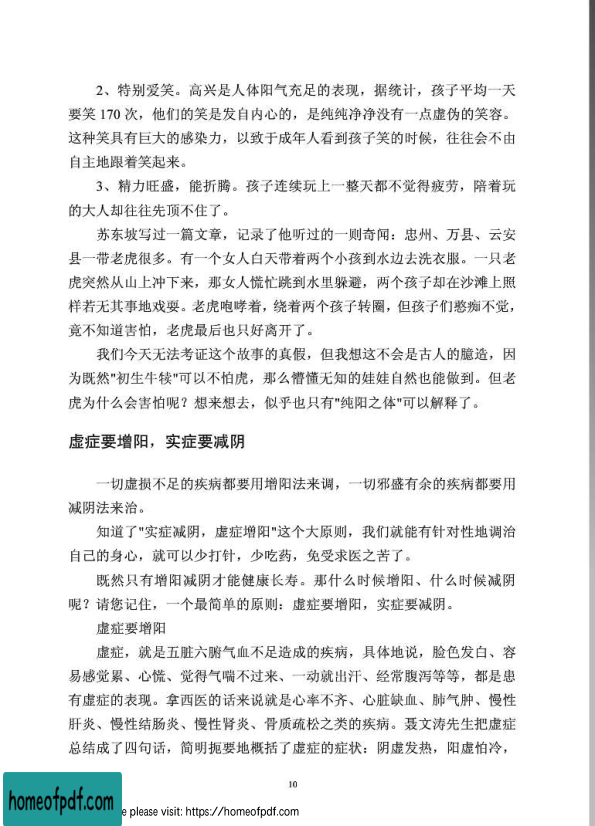 2、特别爱笑。高兴是人体阳气充足的表现，据统计，孩子平均一天
要笑 170 次，他们的笑是发自内心的，是纯纯净净没有一点虚伪的笑容。
这种笑具有巨大的感染力，以致于成年人看到孩子笑的时候，往往会不由
自主地跟着笑起来。
3、精力旺盛，能折腾。孩子连续玩上一整天都不觉得疲劳，陪着玩
的大人却往往先顶不住了。
苏东坡写过一篇文章，记录了他听过的一则奇闻：忠州、万县、云安
县一带老虎很多。有一个女人白天带着两个小孩到水边去洗衣服。一只老
虎突然从山上冲下来，那女人慌忙跳到水里躲避，两个孩子却在沙滩上照
样若无其事地戏耍。老虎咆哮着，绕着两个孩子转圈，但孩子们憨痴不觉，
竟不知道害怕，老虎最后也只好离开了。
我们今天无法考证这个故事的真假，但我想这不会是古人的臆造，因
为既然"初生牛犊"可以不怕虎，那么懵懂无知的娃娃自然也能做到。但老
虎为什么会害怕呢？想来想去，似乎也只有"纯阳之体"可以解释了。
虚症要增阳，实症要减阴
一切虚损不足的疾病都要用增阳法来调，一切邪盛有余的疾病都要用
减阴法来治。
知道了"实症减阴，虚症增阳"这个大原则，我们就能有针对性地调治
自己的身心，就可以少打针，少吃药，免受求医之苦了。
既然只有增阳减阴才能健康长寿。那什么时候增阳、什么时候减阴
呢？请您记住，一个最简单的原则：虚症要增阳，实症要减阴。
虚症要增阳
虚症，就是五脏六腑气血不足造成的疾病，具体地说，脸色发白、容
易感觉累、心慌、觉得气喘不过来、一动就出汗、经常腹泻等等，都是患
有虚症的表现。拿西医的话来说就是心率不齐、心脏缺血、肺气肿、慢性
肝炎、慢性结肠炎、慢性肾炎、骨质疏松之类的疾病。聂文涛先生把虚症
总结成了四句话，简明扼要地概括了虚症的症状：阴虚发热，阳虚怕冷，
10
homeofpdf.com
e please visit: https://homeofpdf.com